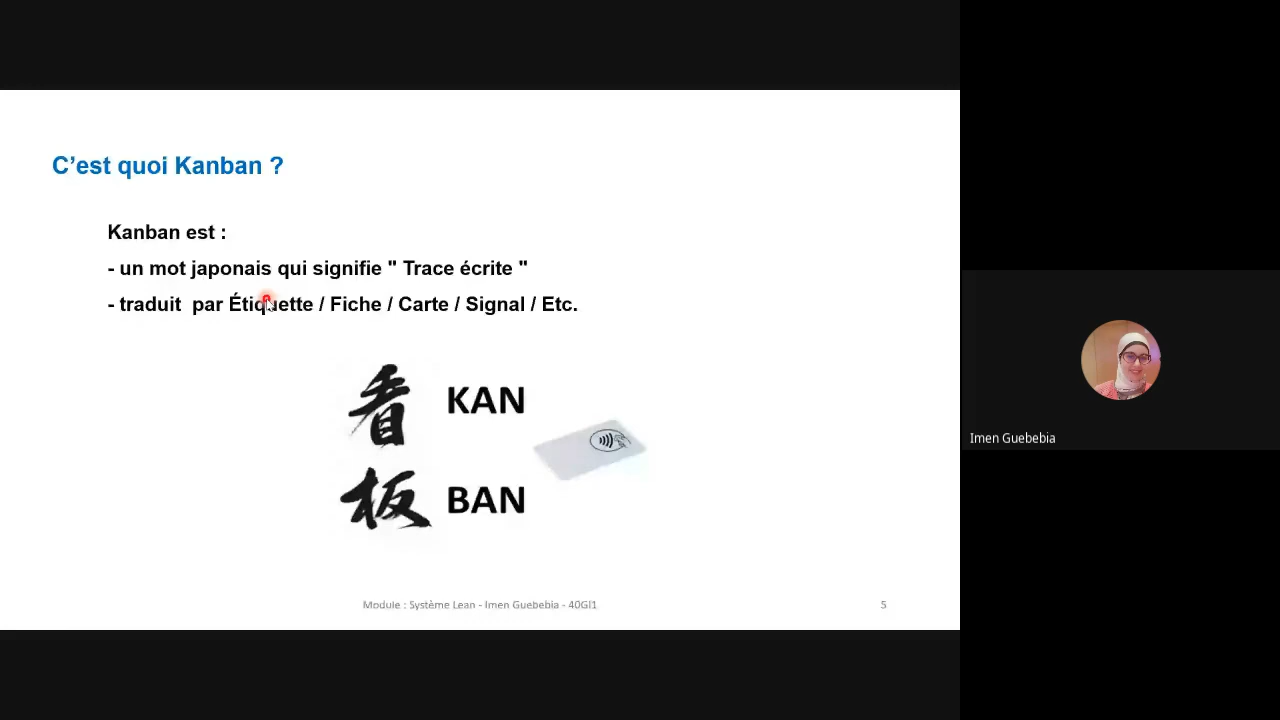 C’est quoi Kanban ?
Kanban est :
- un mot japonais qui signifie " Trace écrite "
- traduit  par Étiquette / Fiche / Carte / Signal / Etc.
看 KAN
板 BAN
Module : Système Lean - Imen Guebebia - 40GI1
5
Imen Guebebia